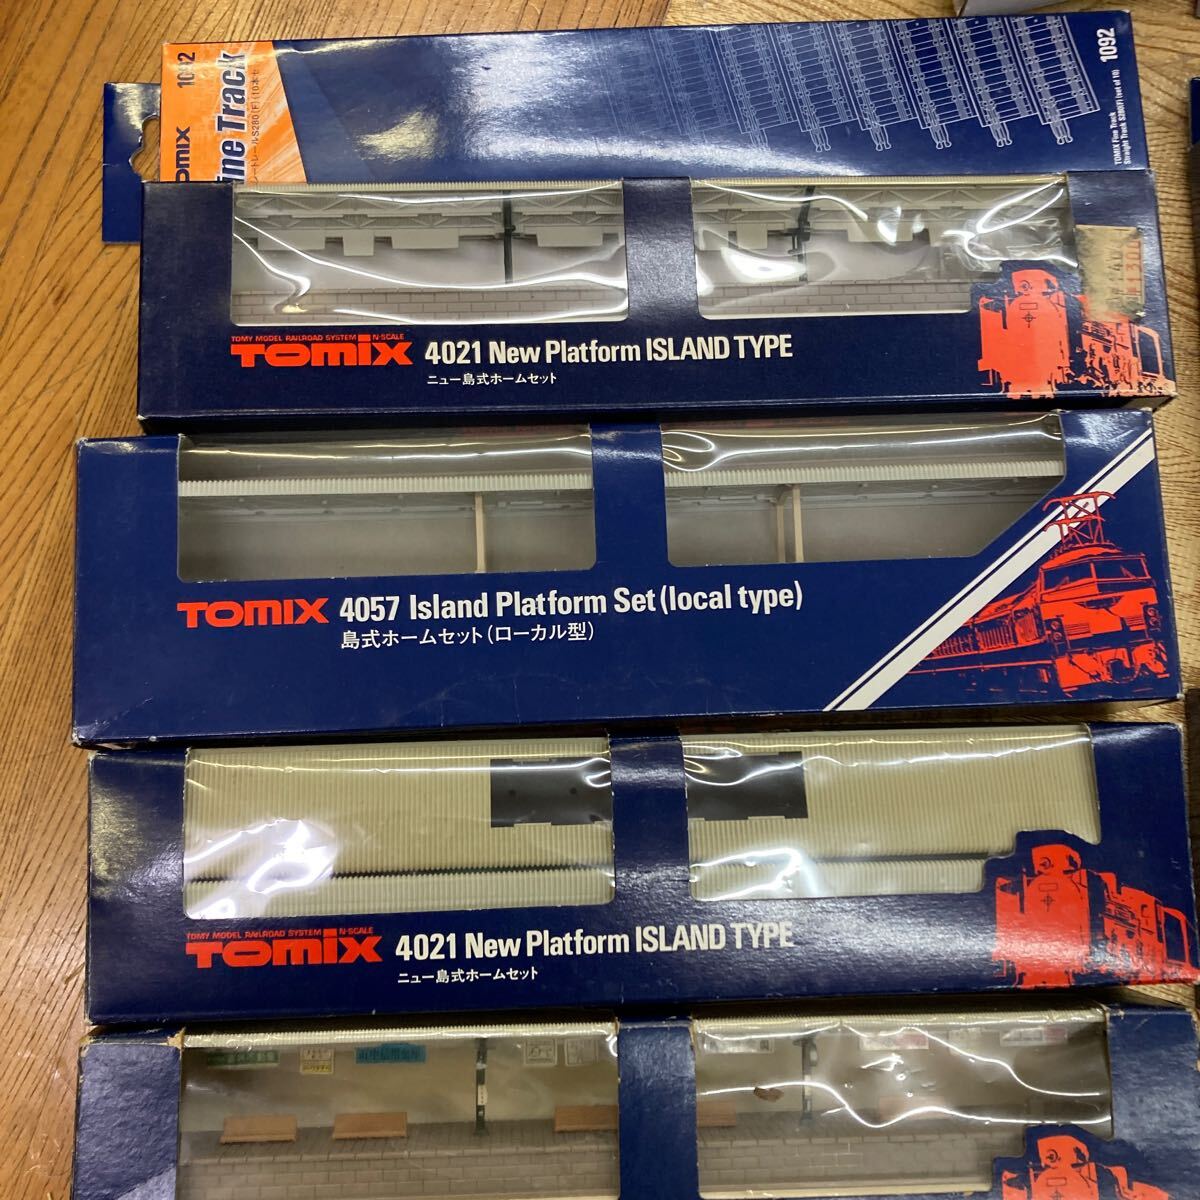 1092
Fine Track
1092
TOMIX Fine Track
Straight Track S280(F) (set of 10)
TOMY MODEL RAILROAD SYSTEM N-SCALE
TOMIX 4021 New Platform ISLAND TYPE
ニュー島式ホームセット
TOMIX 4057 Island Platform Set (local type)
島式ホームセット(ローカル型)
TOMY MODEL RAILROAD SYSTEM N-SCALE
TOMIX 4021 New Platform ISLAND TYPE
ニュー島式ホームセット